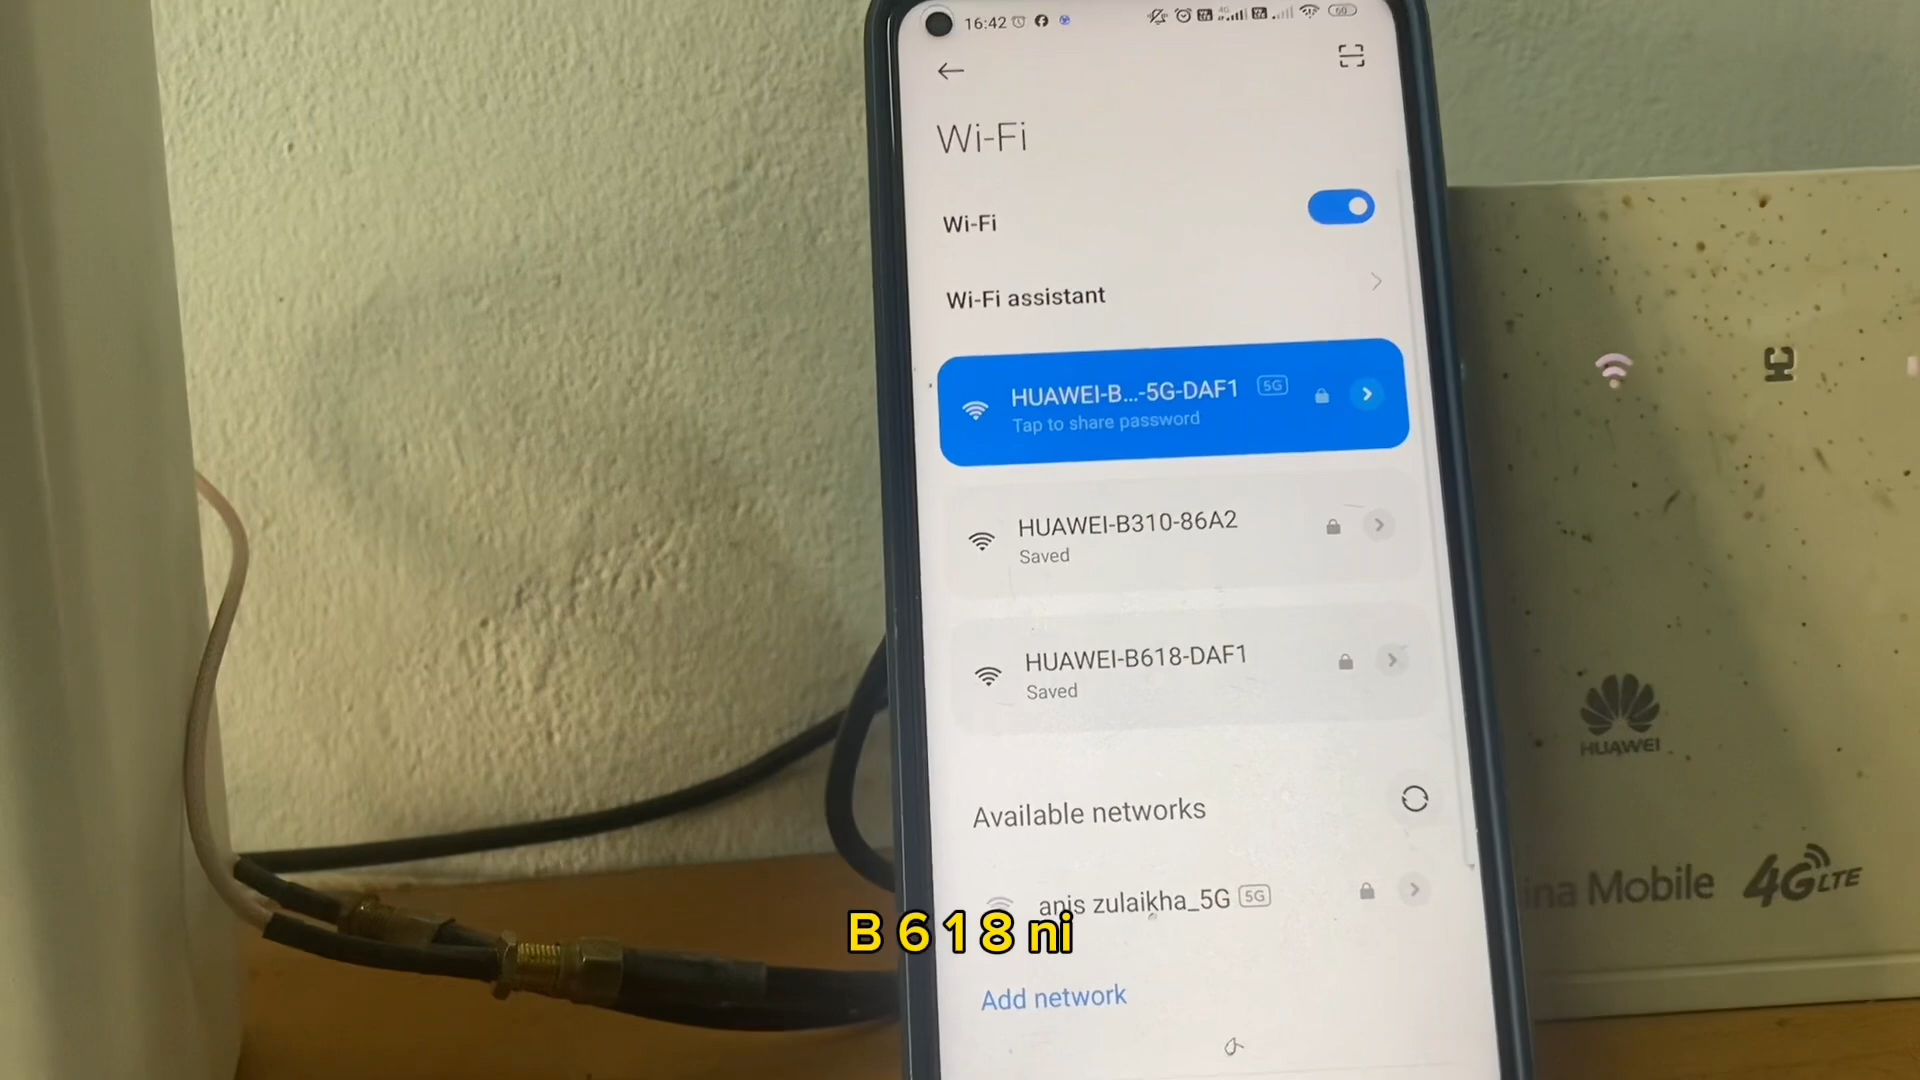 16:42
Wi-Fi
Wi-Fi
Wi-Fi assistant
HUAWEI-B...-5G-DAF1 5G
Tap to share password
HUAWEI-B310-86A2
Saved
HUAWEI-B618-DAF1
Saved
Available networks
anis zulaikha_5G 5G
Add network
B 6 1 8 ni
HUAWEI
ina Mobile 4G LTE